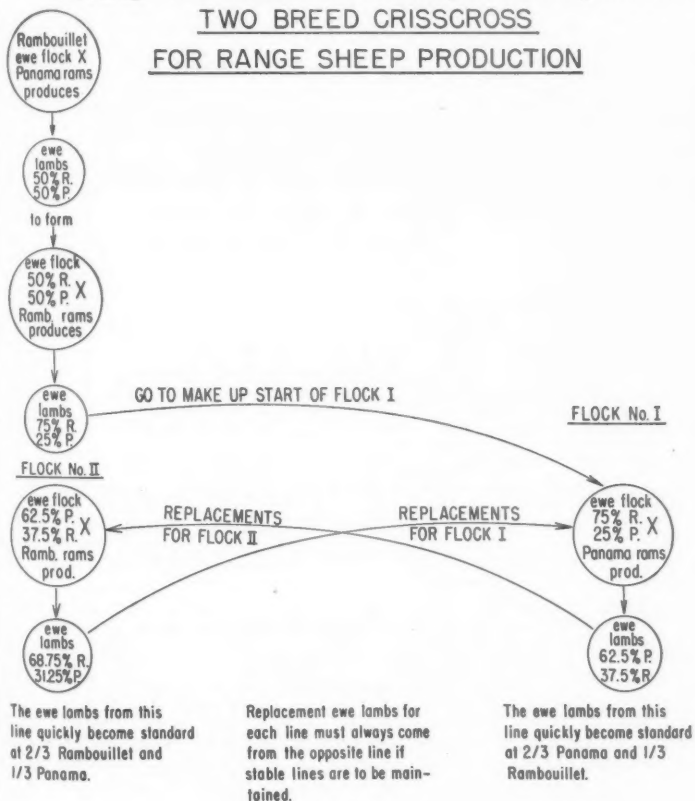 TWO BREED CRISSCROSS
FOR RANGE SHEEP PRODUCTION
Rambouillet
ewe flock X
Panama rams
produces
ewe
lambs
50% R.
50% P.
to form
ewe flock
50% R.
50% P. X
Ramb. rams
produces
ewe
lambs
75% R.
25% P.
GO TO MAKE UP START OF FLOCK I
FLOCK No. I
FLOCK No. II
ewe flock
62.5% P.
37.5% R. X
Ramb. rams
prod.
REPLACEMENTS
FOR FLOCK II
REPLACEMENTS
FOR FLOCK I
ewe flock
75% R.
25% P. X
Panama rams
prod.
ewe
lambs
68.75% R.
31.25% P.
ewe
lambs
62.5% P.
37.5% R
The ewe lambs from this
line quickly become standard
at 2/3 Rambouillet and
1/3 Panama.
Replacement ewe lambs for
each line must always come
from the opposite line if
stable lines are to be main-
tained.
The ewe lambs from this
line quickly become standard
at 2/3 Panama and 1/3
Rambouillet.